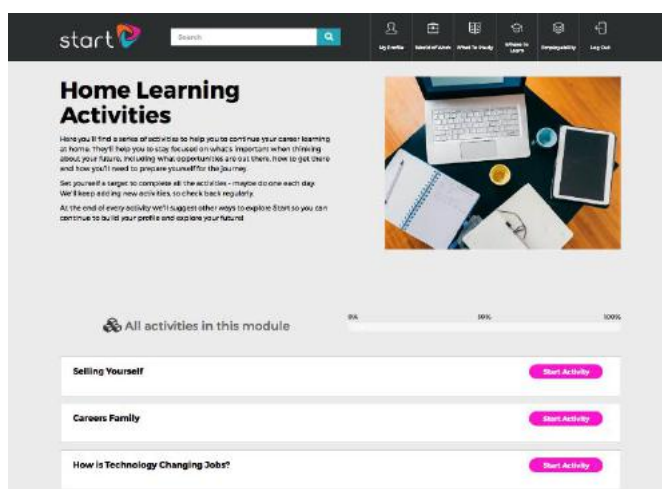 start
Search
My Profile
World of Work
What To Study
Where To Learn
Employability
Log Out
Home Learning
Activities
Here you'll find a series of activities to help you to continue your career learning
at home. They'll help you to stay focused on what's important when thinking
about your future, including what opportunities are out there, how to get there
and how you'll need to prepare yourself for the journey.
Set yourself a target to complete all the activities - maybe do one each day.
We'll keep adding new activities, so check back regularly.
At the end of every activity we'll suggest other ways to explore Start so you can
continue to build your profile and explore your future!
All activities in this module
0%
100%
Selling Yourself
Start Activity
Careers Family
Start Activity
How is Technology Changing Jobs?
Start Activity